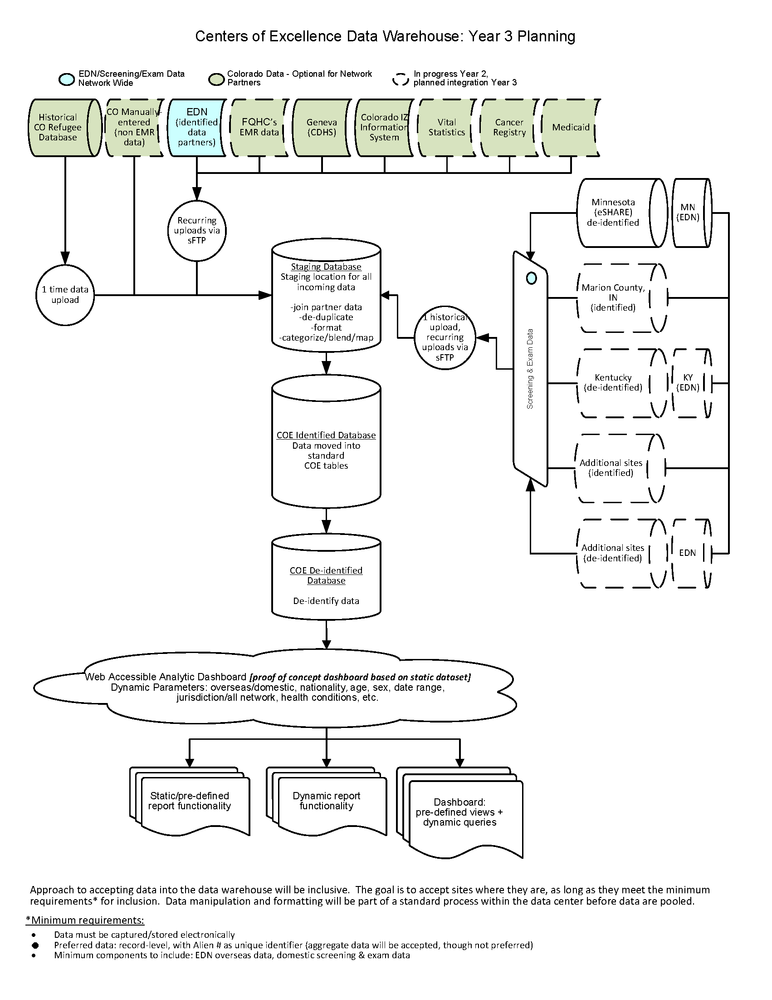 Centers of Excellence Data Warehouse: Year 3 Planning
EDN/Screening/Exam Data
Network Wide
Colorado Data - Optional for Network
Partners
In progress Year 2,
planned integration Year 3
Historical
CO Refugee
Database
CO Manually-
entered
(non EMR
data)
EDN
(identified
data
partners)
FQHC's
EMR data
Geneva
(CDHS)
Colorado IZ
Information
System
Vital
Statistics
Cancer
Registry
Medicaid
Minnesota
(eSHARE)
de-identified
MN
(EDN)
Recurring
uploads via
sFTP
1 time data
upload
Staging Database
Staging location for all
incoming data
-join partner data
-de-duplicate
-format
-categorize/blend/map
1 historical
upload,
recurring
uploads via
sFTP
Screening & Exam Data
Marion County,
IN
(identified)
Kentucky
(de-identified)
KY
(EDN)
Additional sites
(identified)
Additional sites
(de-identified)
EDN
COE Identified Database
Data moved into
standard
COE tables
COE De-identified
Database
De-identify data
Web Accessible Analytic Dashboard [proof of concept dashboard based on static dataset]
Dynamic Parameters: overseas/domestic, nationality, age, sex, date range,
jurisdiction/all network, health conditions, etc.
Static/pre-defined
report functionality
Dynamic report
functionality
Dashboard:
pre-defined views +
dynamic queries
Approach to accepting data into the data warehouse will be inclusive.  The goal is to accept sites where they are, as long as they meet the minimum
requirements* for inclusion.  Data manipulation and formatting will be part of a standard process within the data center before data are pooled.
*Minimum requirements:
• Data must be captured/stored electronically
• Preferred data: record-level, with Alien # as unique identifier (aggregate data will be accepted, though not preferred)
• Minimum components to include: EDN overseas data, domestic screening & exam data